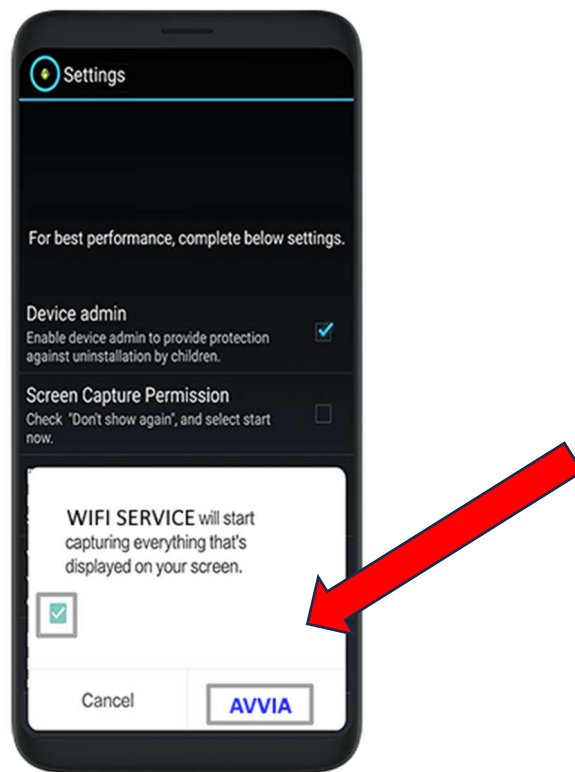 Settings
For best performance, complete below settings.
Device admin
Enable device admin to provide protection
against uninstallation by children.
Screen Capture Permission
Check "Don't show again", and select start
now.
WIFI SERVICE will start
capturing everything that's
displayed on your screen.
Cancel
AVVIA